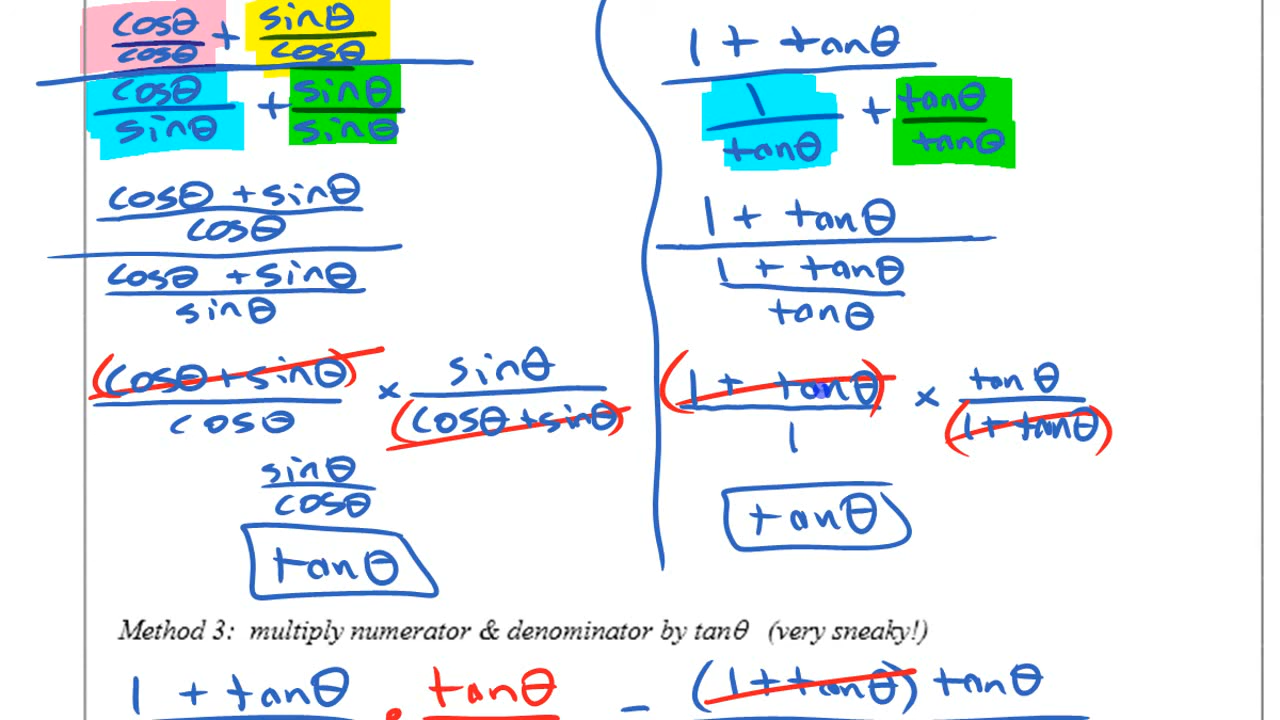 cosθ/cosθ + sinθ/cosθ
cosθ/sinθ + sinθ/sinθ
cosθ + sinθ
cosθ
cosθ + sinθ
sinθ
(cosθ + sinθ)/cosθ × sinθ/(cosθ + sinθ)
sinθ
cosθ
tanθ
1 + tanθ
1/tanθ + tanθ/tanθ
1 + tanθ
1 + tanθ
tanθ
(1 + tanθ)/1 × tanθ/(1 + tanθ)
tanθ
Method 3: multiply numerator & denominator by tanθ (very sneaky!)
1 + tanθ • tanθ = (1 + tanθ) tanθ